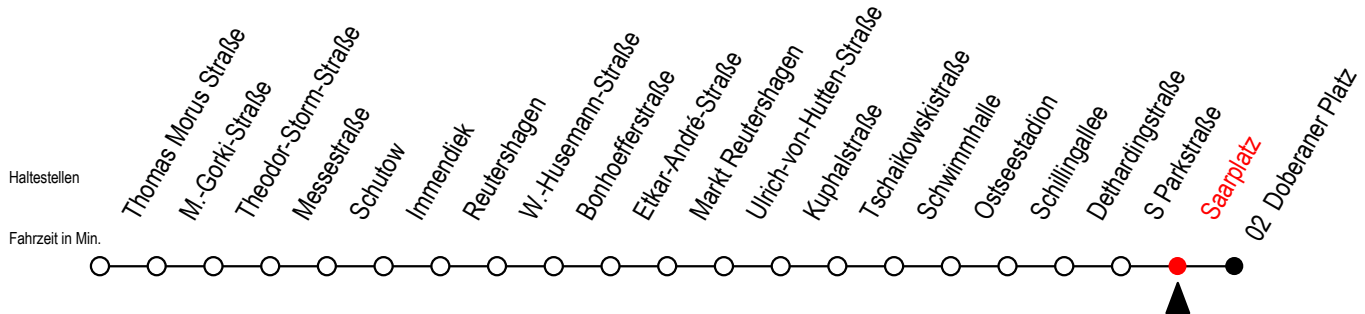 Haltestellen
Thomas Morus Straße
M.-Gorki-Straße
Theodor-Storm-Straße
Messestraße
Schutow
Immendiek
Reutershagen
W.-Husemann-Straße
Bonhoefferstraße
Etkar-André-Straße
Markt Reutershagen
Ulrich-von-Hutten-Straße
Kuphalstraße
Tschaikowskistraße
Schwimmhalle
Ostseestadion
Schillingallee
Dethardingstraße
S Parkstraße
Saarplatz
02 Doberaner Platz
Fahrzeit in Min.